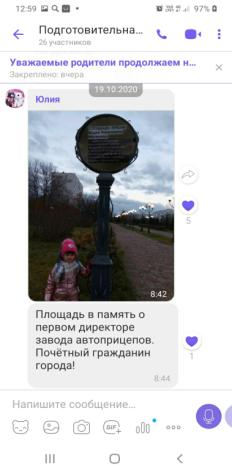 12:59
97%
Подготовительна...
26 участников
Уважаемые родители продолжаем н...
Закреплено: вчера
19.10.2020
Юлия
5
8:42
Площадь в память о
первом директоре
завода автоприцепов.
Почётный гражданин
города!
1
8:44
Напишите сообщение...
GIF